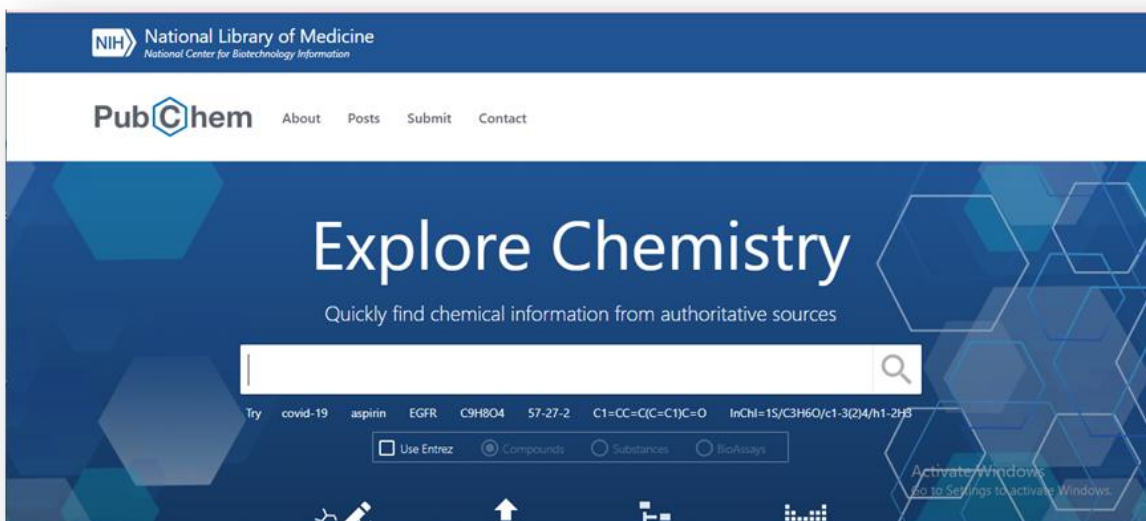 NIH National Library of Medicine
National Center for Biotechnology Information
PubChem About Posts Submit Contact
Explore Chemistry
Quickly find chemical information from authoritative sources
Try covid-19 aspirin EGFR C9H8O4 57-27-2 C1=CC=C(C=C1)C=O InChI=1S/C3H6O/c1-3(2)4/h1-2H3
Use Entrez Compounds Substances BioAssays
Activate Windows
Go to Settings to activate Windows.